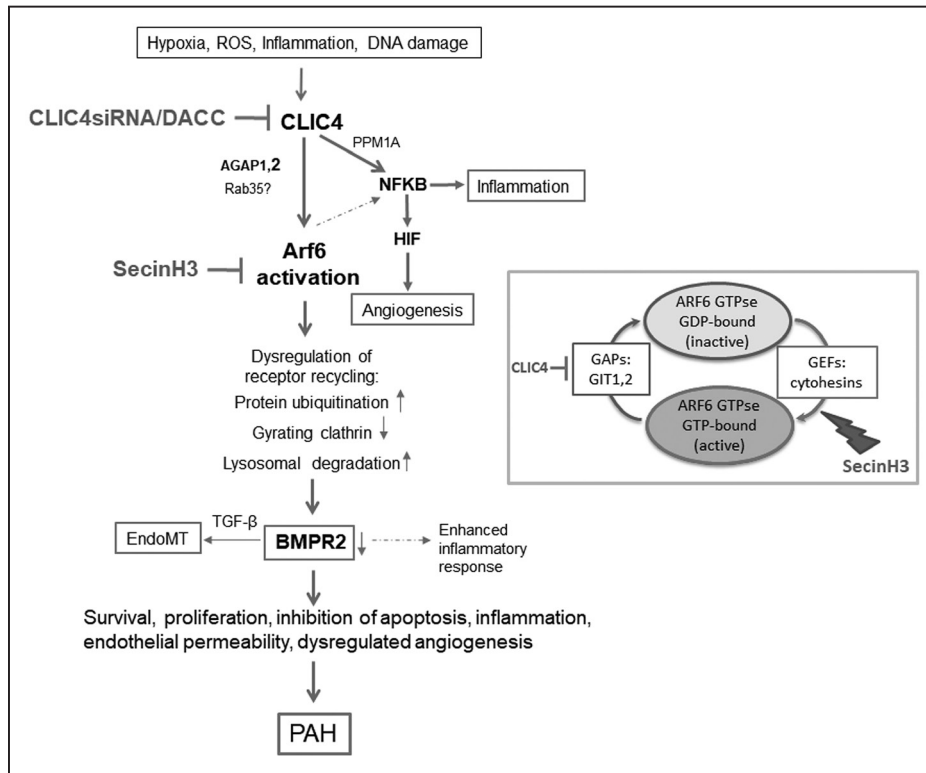 Hypoxia, ROS, Inflammation, DNA damage
CLIC4siRNA/DACC
CLIC4
PPM1A
AGAP1,2
Rab35?
NFKB
Inflammation
HIF
Arf6
activation
SecinH3
Angiogenesis
Dysregulation of
receptor recycling:
Protein ubiquitination ↑
Gyrating clathrin ↓
Lysosomal degradation ↑
TGF-β
EndoMT
BMPR2 ↓
Enhanced
inflammatory
response
Survival, proliferation, inhibition of apoptosis, inflammation,
endothelial permeability, dysregulated angiogenesis
PAH
ARF6 GTPse
GDP-bound
(inactive)
CLIC4
GAPs:
GIT1,2
GEFs:
cytohesins
ARF6 GTPse
GTP-bound
(active)
SecinH3